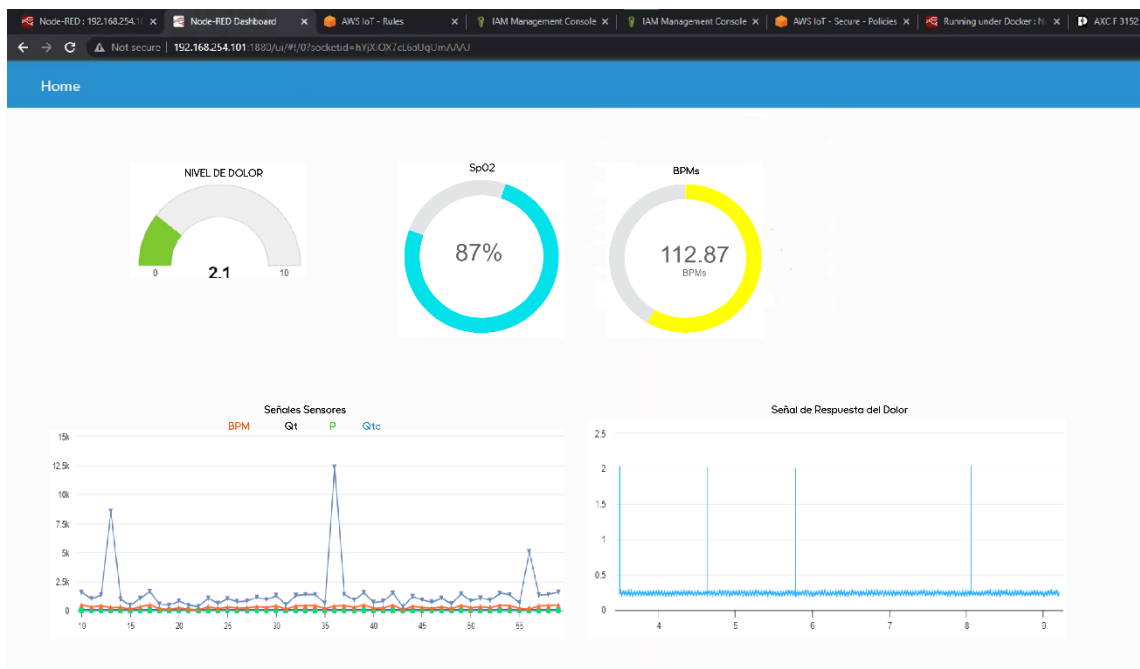 Node-RED : 192.168.254.1
Node-RED Dashboard
AWS IoT - Rules
IAM Management Console
IAM Management Console
AWS IoT - Secure - Policies
Running under Docker : N
AXC F 3152
Not secure
192.168.254.101:1880/ui/#!/0?socketid=
Home
NIVEL DE DOLOR
0
2.1
10
SpO2
87%
BPMs
112.87
BPMs
Señales Sensores
BPM Qt P Qtc
15k
12.5k
10k
7.5k
5k
2.5k
0
10 15 20 25 30 35 40 45 50 55
Señal de Respuesta del Dolor
2.5
2
1.5
1
0.5
0
4 5 6 7 8 9